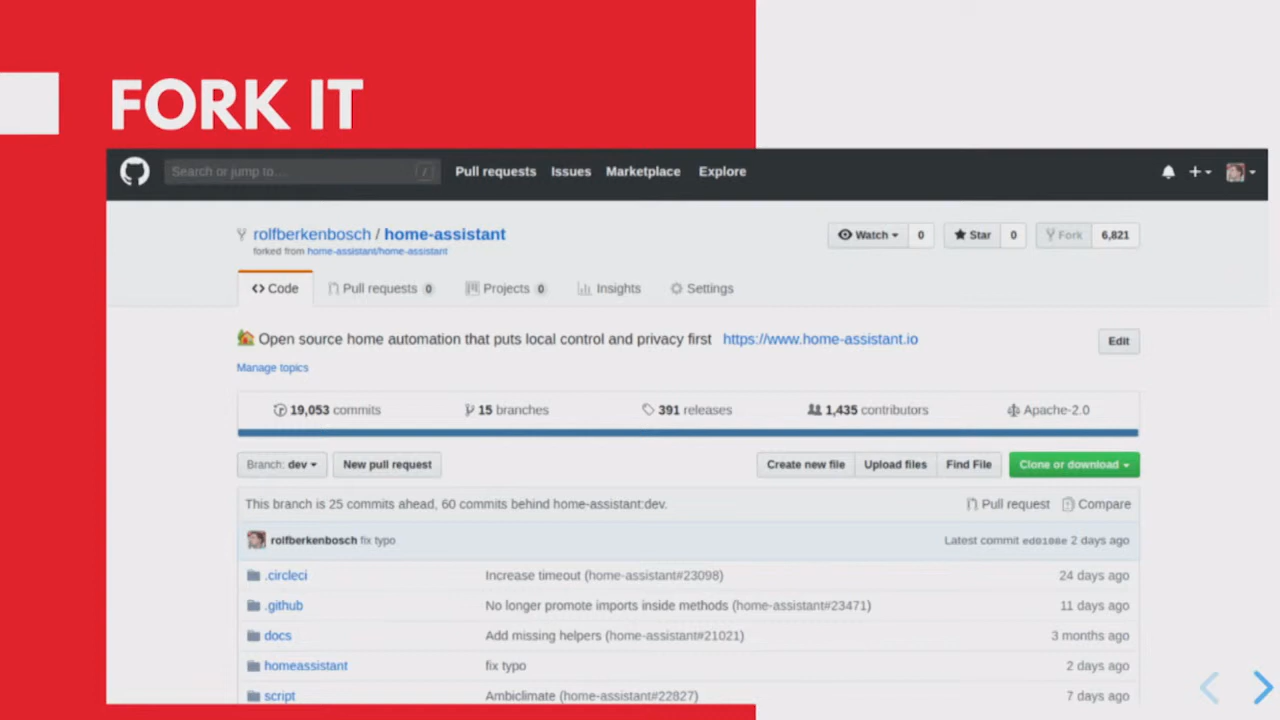 FORK IT
Search or jump to… /
Pull requests Issues Marketplace Explore
rolfberkenbosch / home-assistant
forked from home-assistant/home-assistant
Watch 0 Star 0 Fork 6,821
Code Pull requests 0 Projects 0 Insights Settings
Open source home automation that puts local control and privacy first https://www.home-assistant.io
Edit
Manage topics
19,053 commits 15 branches 391 releases 1,435 contributors Apache-2.0
Branch: dev New pull request Create new file Upload files Find File Clone or download
This branch is 25 commits ahead, 60 commits behind home-assistant:dev. Pull request Compare
rolfberkenbosch fix typo Latest commit ed0108e 2 days ago
.circleci Increase timeout (home-assistant#23098) 24 days ago
.github No longer promote imports inside methods (home-assistant#23471) 11 days ago
docs Add missing helpers (home-assistant#21021) 3 months ago
homeassistant fix typo 2 days ago
script Ambiclimate (home-assistant#22827) 7 days ago